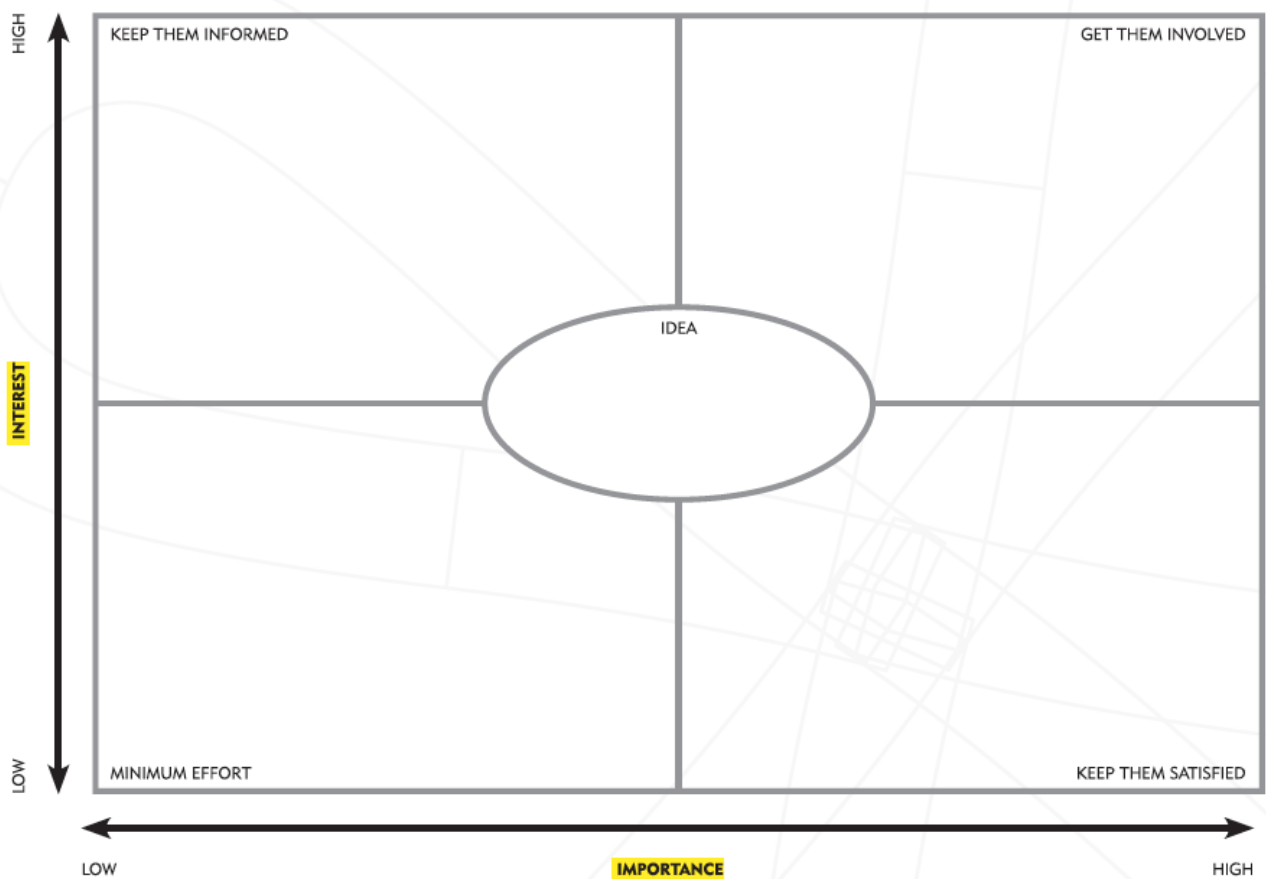 HIGH
KEEP THEM INFORMED
GET THEM INVOLVED
IDEA
INTEREST
LOW
MINIMUM EFFORT
KEEP THEM SATISFIED
LOW
IMPORTANCE
HIGH